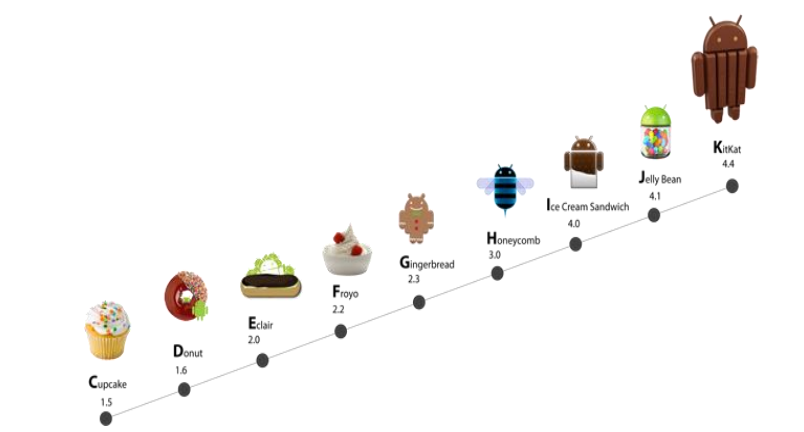 Cupcake
1.5
Donut
1.6
Eclair
2.0
Froyo
2.2
Gingerbread
2.3
Honeycomb
3.0
Ice Cream Sandwich
4.0
Jelly Bean
4.1
KitKat
4.4